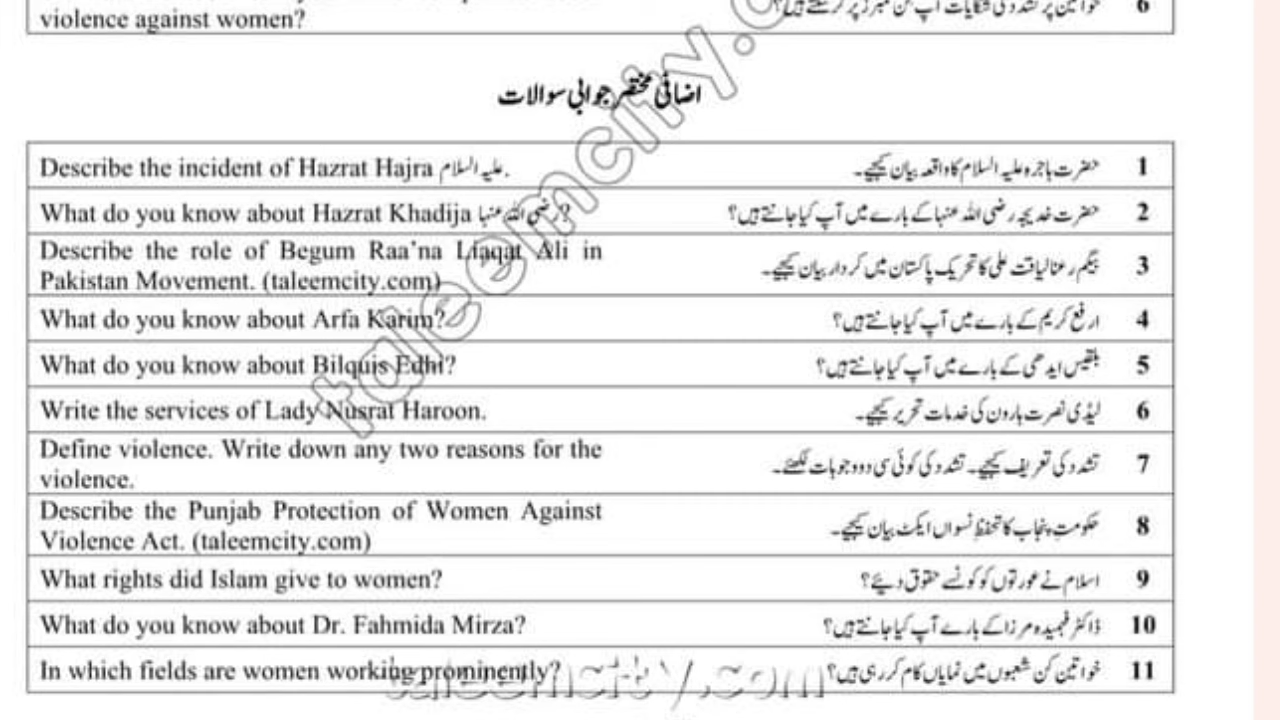 violence against women?
6
اضافی مختصر جوابی سوالات
Describe the incident of Hazrat Hajra علیہ السلام.
حضرت ہاجرہ علیہ السلام کا واقعہ بیان کیجیے۔ 1
What do you know about Hazrat Khadija رضی اللہ عنہا?
حضرت خدیجہ رضی اللہ عنہا کے بارے میں آپ کیا جانتے ہیں؟ 2
Describe the role of Begum Raa'na Liaqat Ali in
Pakistan Movement. (taleemcity.com)
بیگم رعنا لیاقت علی کا تحریک پاکستان میں کردار بیان کیجیے۔ 3
What do you know about Arfa Karim?
ارفع کریم کے بارے میں آپ کیا جانتے ہیں؟ 4
What do you know about Bilquis Edhi?
بلقیس ایدھی کے بارے میں آپ کیا جانتے ہیں؟ 5
Write the services of Lady Nusrat Haroon.
لیڈی نصرت ہارون کی خدمات تحریر کیجیے۔ 6
Define violence. Write down any two reasons for the
violence.
تشدد کی تعریف کیجیے۔ تشدد کی کوئی سی دو وجوہات لکھئے۔ 7
Describe the Punjab Protection of Women Against
Violence Act. (taleemcity.com)
حکومتِ پنجاب کا تحفظِ نسواں ایکٹ بیان کیجیے۔ 8
What rights did Islam give to women?
اسلام نے عورتوں کو کونسے حقوق دیئے؟ 9
What do you know about Dr. Fahmida Mirza?
ڈاکٹر فہمیدہ مرزا کے بارے آپ کیا جانتے ہیں؟ 10
In which fields are women working prominently?
خواتین کن شعبوں میں نمایاں کام کر رہی ہیں؟ 11
taleemcity.c
taleemcity.com